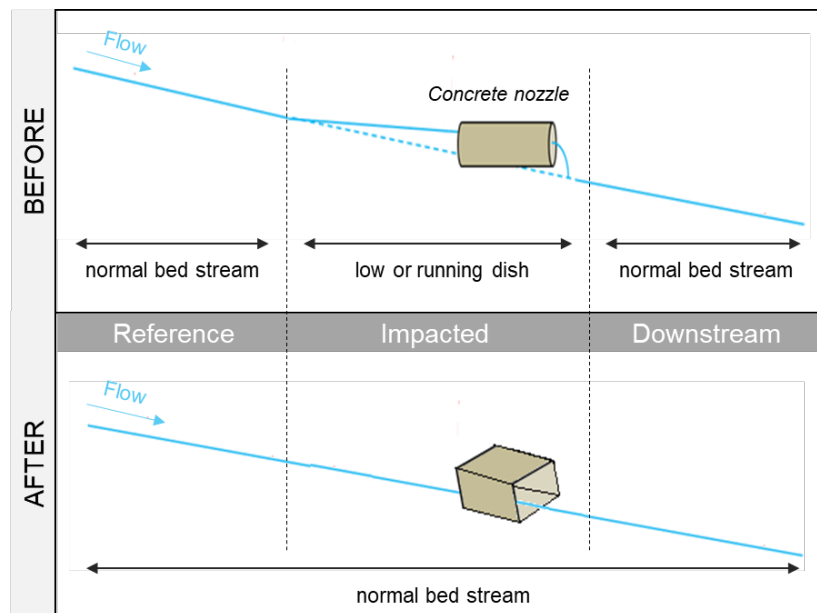 BEFORE
Flow
Concrete nozzle
normal bed stream
low or running dish
normal bed stream
Reference
Impacted
Downstream
AFTER
Flow
normal bed stream